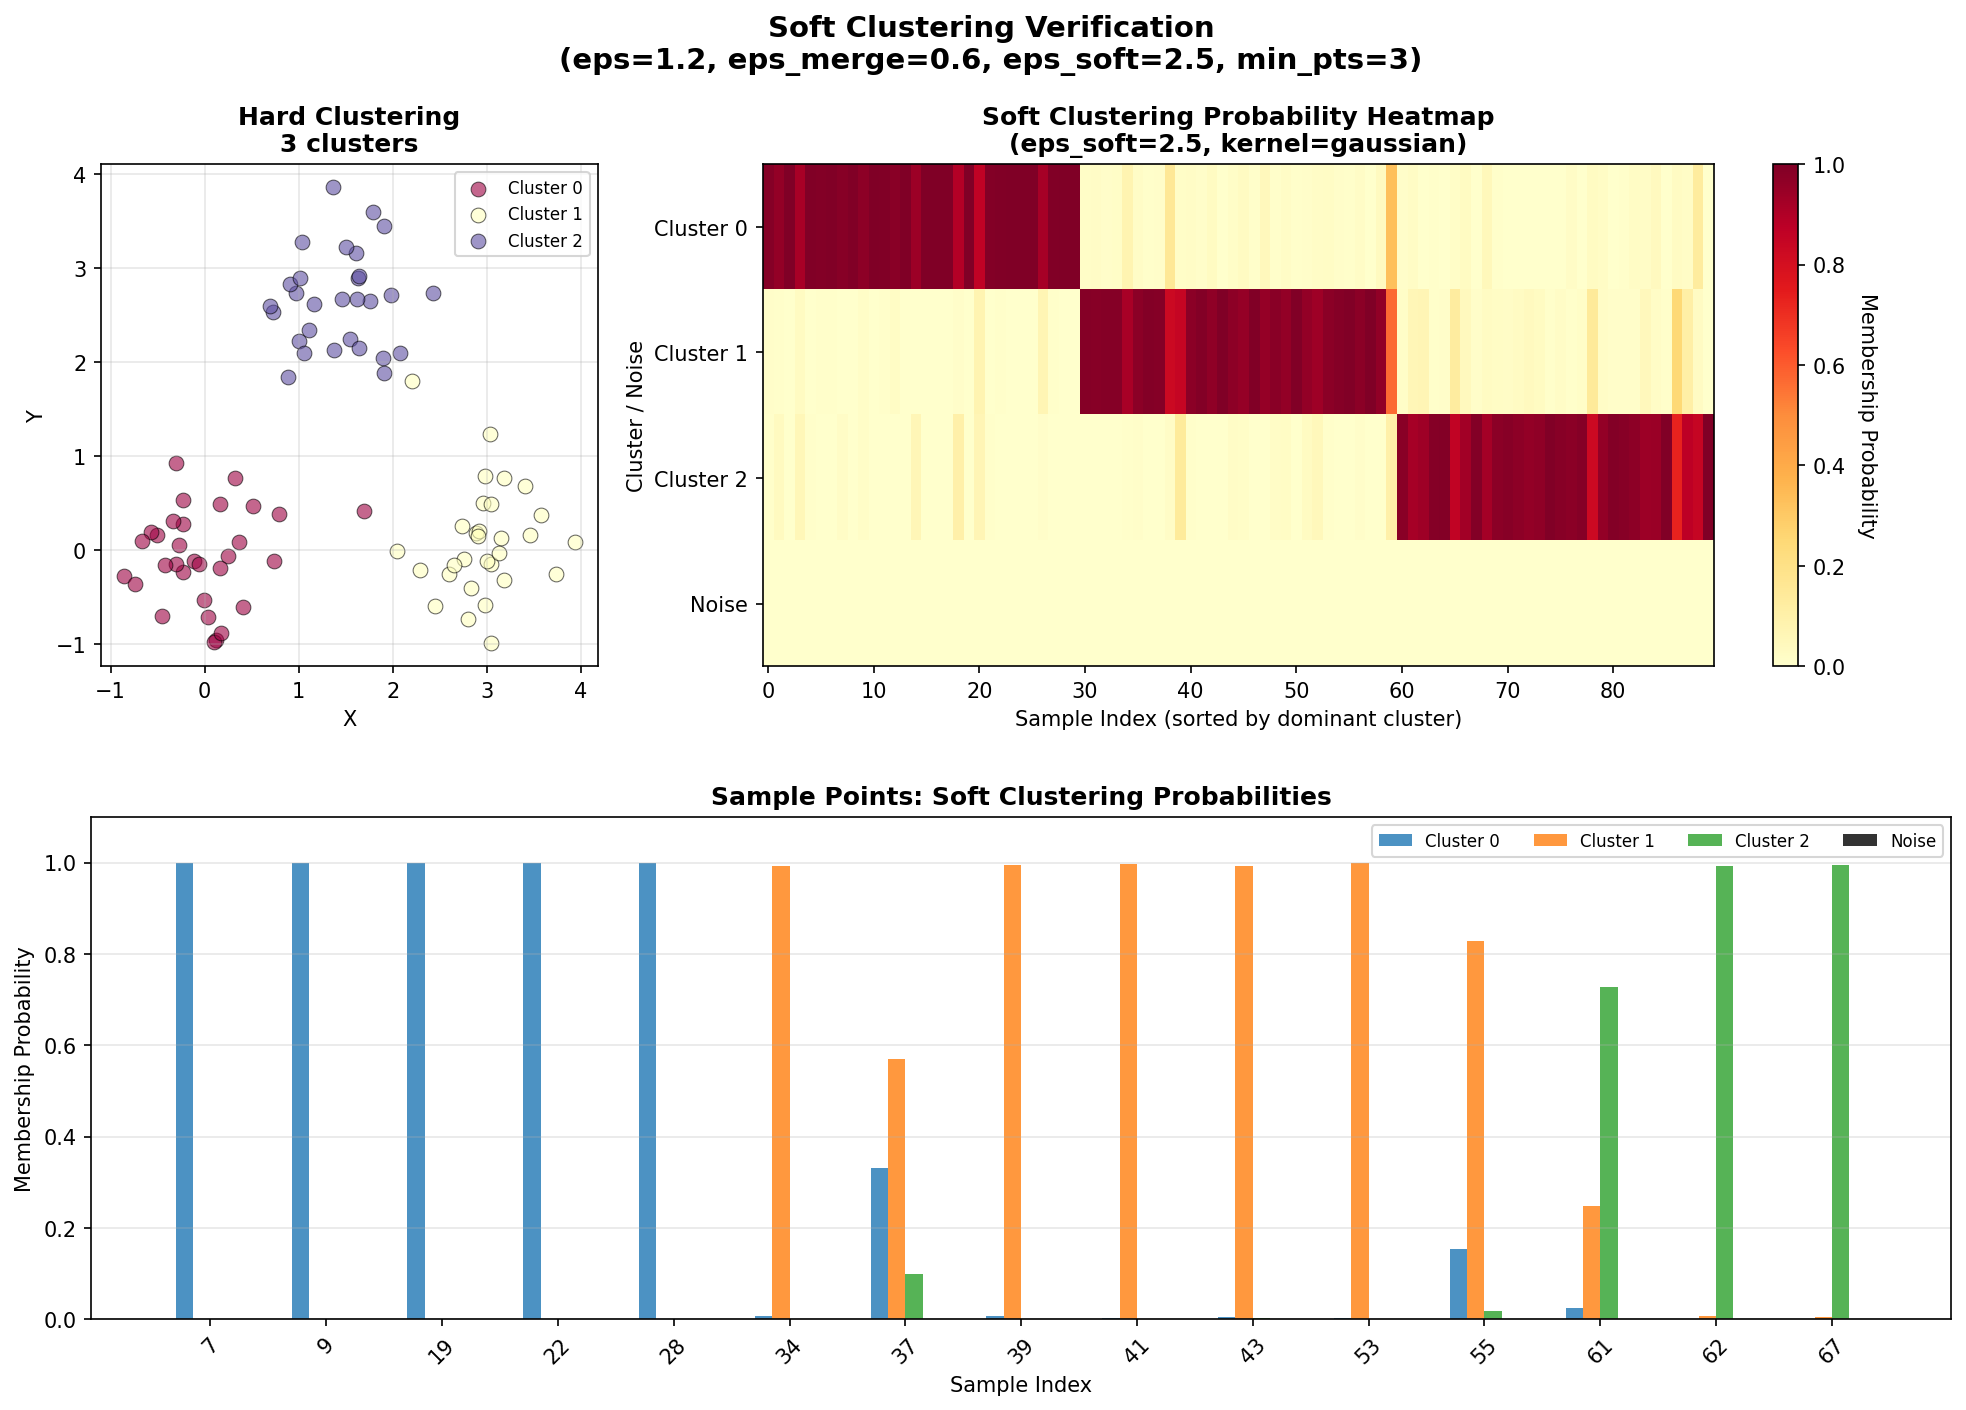 Soft Clustering Verification
(eps=1.2, eps_merge=0.6, eps_soft=2.5, min_pts=3)
Hard Clustering
3 clusters
Cluster 0
Cluster 1
Cluster 2
4
3
2
1
0
−1
Y
−1 0 1 2 3 4
X
Soft Clustering Probability Heatmap
(eps_soft=2.5, kernel=gaussian)
Cluster 0
Cluster 1
Cluster 2
Noise
Cluster / Noise
0 10 20 30 40 50 60 70 80
Sample Index (sorted by dominant cluster)
1.0
0.8
0.6
0.4
0.2
0.0
Membership Probability
Sample Points: Soft Clustering Probabilities
Cluster 0 Cluster 1 Cluster 2 Noise
1.0
0.8
0.6
0.4
0.2
0.0
Membership Probability
7 9 19 22 28 34 37 39 41 43 53 55 61 62 67
Sample Index